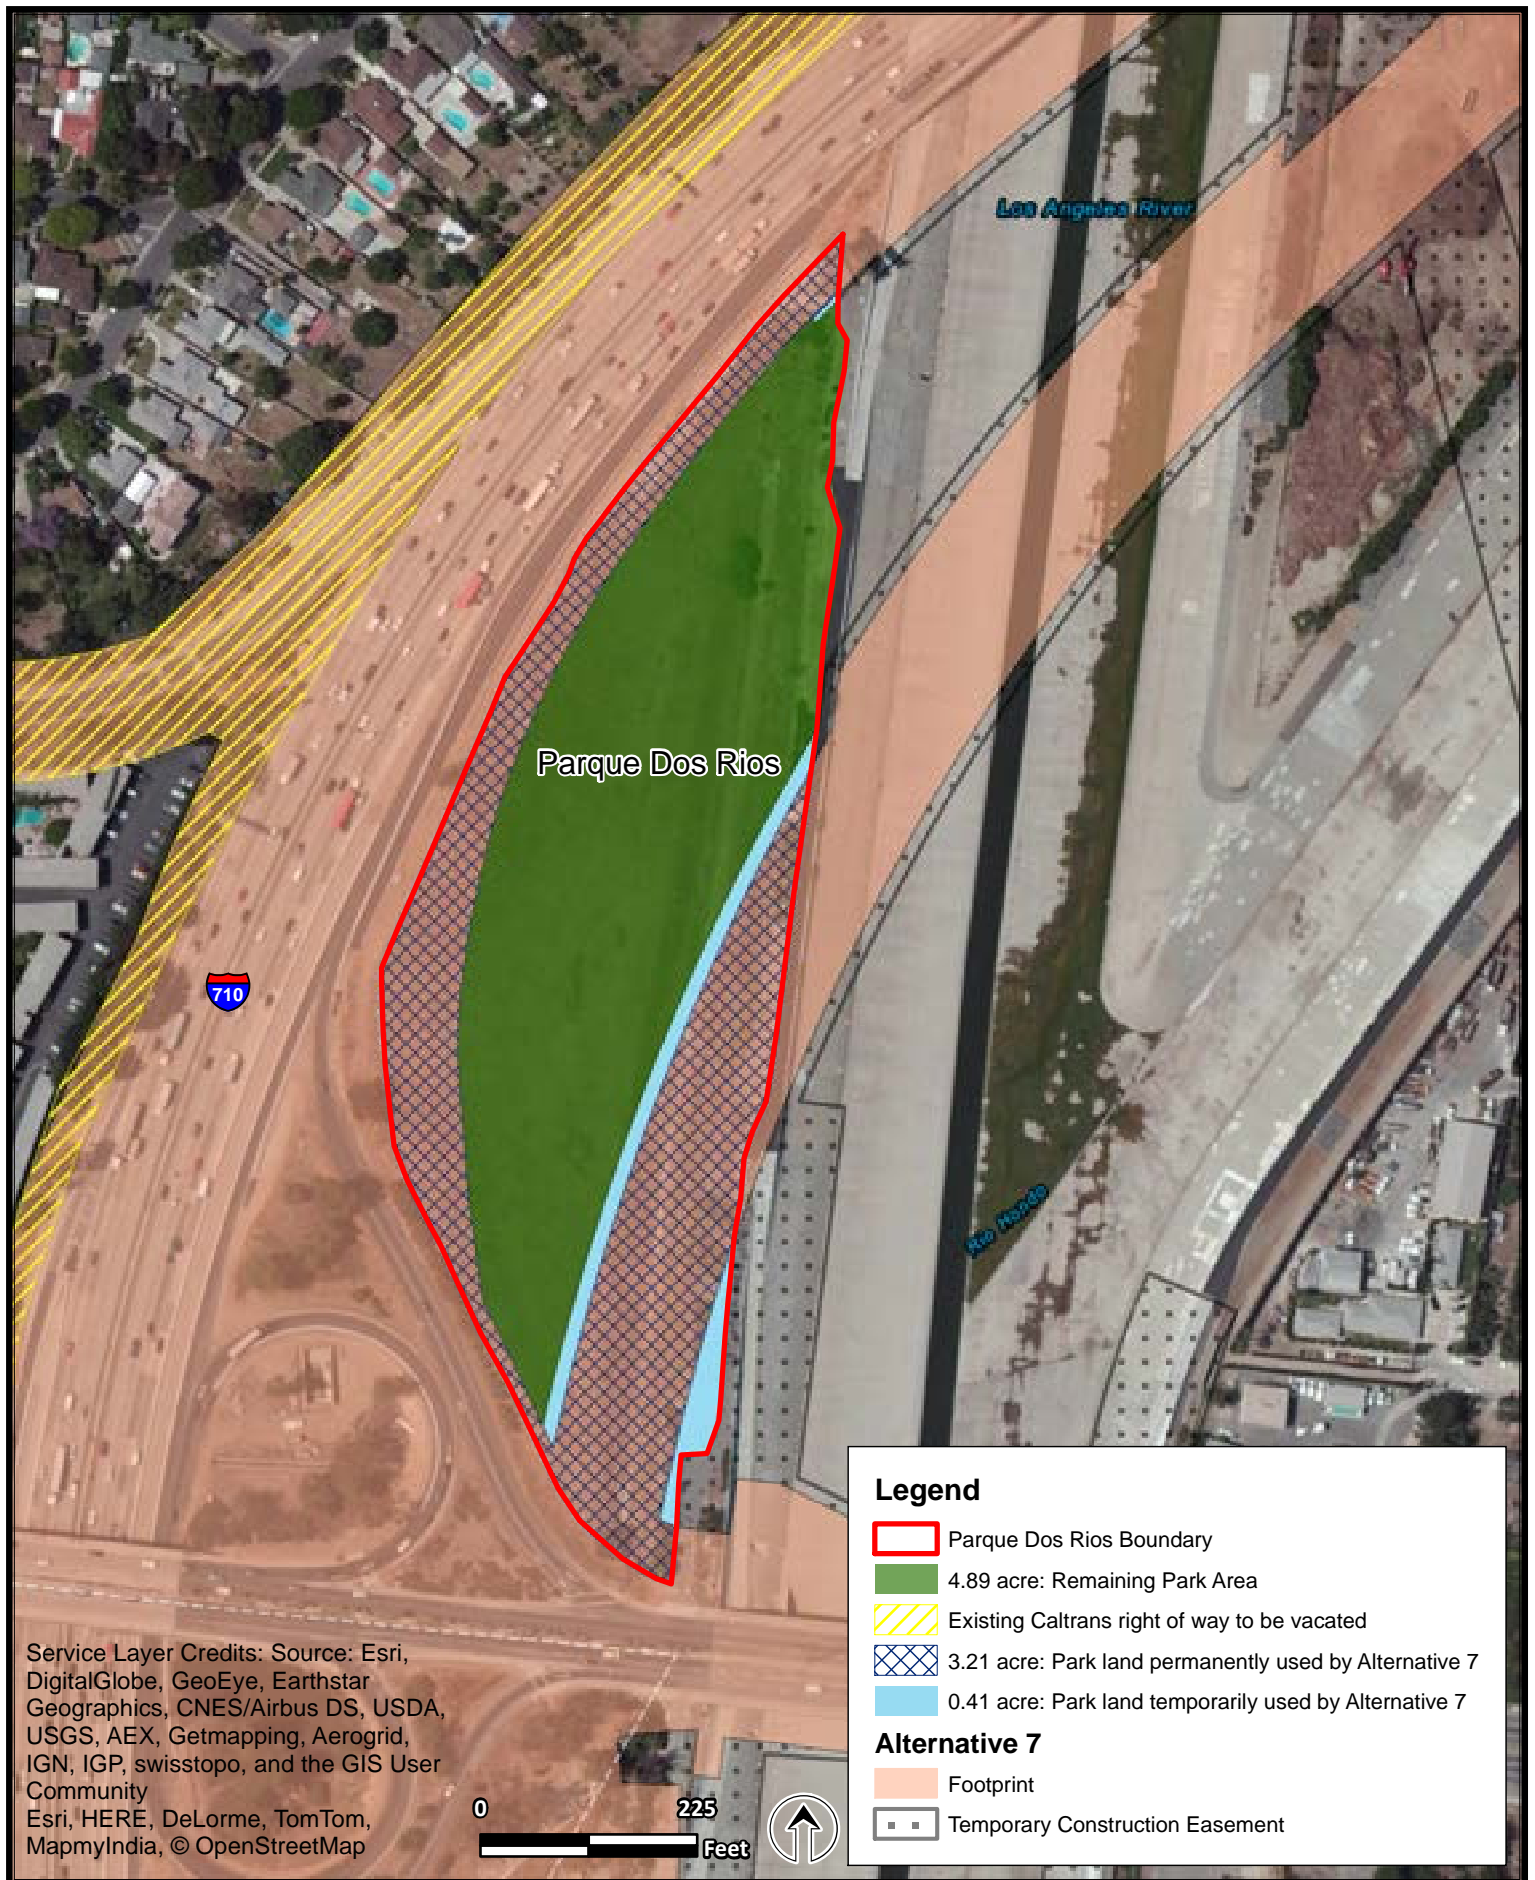 Los Angeles River
Parque Dos Rios
710
Rio Hondo
Legend
Parque Dos Rios Boundary
4.89 acre: Remaining Park Area
Existing Caltrans right of way to be vacated
3.21 acre: Park land permanently used by Alternative 7
0.41 acre: Park land temporarily used by Alternative 7
Alternative 7
Footprint
Temporary Construction Easement
Service Layer Credits: Source: Esri,
DigitalGlobe, GeoEye, Earthstar
Geographics, CNES/Airbus DS, USDA,
USGS, AEX, Getmapping, Aerogrid,
IGN, IGP, swisstopo, and the GIS User
Community
Esri, HERE, DeLorme, TomTom,
MapmyIndia, © OpenStreetMap
0 225
Feet